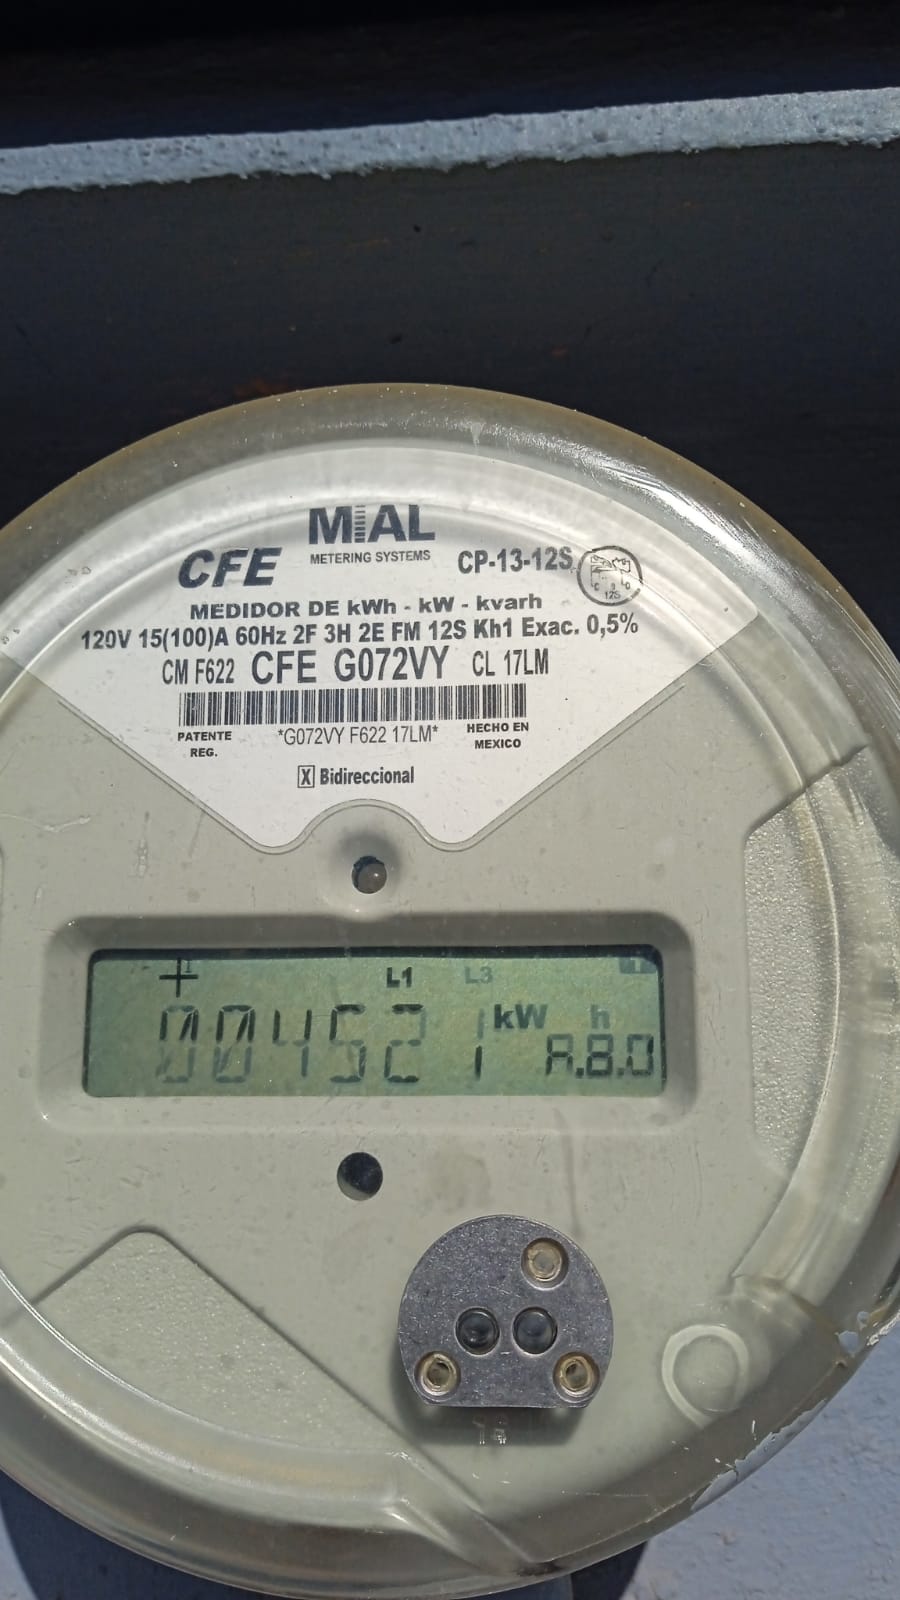 MIAL
METERING SYSTEMS
CFE
CP-13-12S
12S
MEDIDOR DE kWh - kW - kvarh
120V 15(100)A 60Hz 2F 3H 2E FM 12S Kh1 Exac. 0,5%
CM F622 CFE G072VY CL 17LM
PATENTE REG.
*G072VY F622 17LM*
HECHO EN MEXICO
X Bidireccional
L1 L3
004521 kW h A.8.0